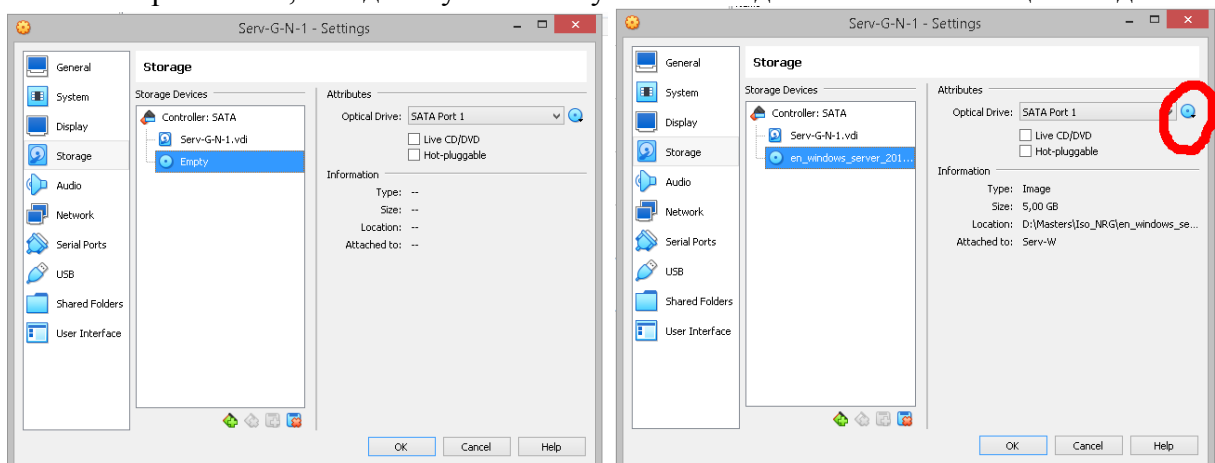 Serv-G-N-1 - Settings
General
System
Display
Storage
Audio
Network
Serial Ports
USB
Shared Folders
User Interface
Storage
Storage Devices
Controller: SATA
Serv-G-N-1.vdi
Empty
Attributes
Optical Drive: SATA Port 1
Live CD/DVD
Hot-pluggable
Information
Type: --
Size: --
Location: --
Attached to: --
OK Cancel Help
Serv-G-N-1 - Settings
General
System
Display
Storage
Audio
Network
Serial Ports
USB
Shared Folders
User Interface
Storage
Storage Devices
Controller: SATA
Serv-G-N-1.vdi
en_windows_server_201...
Attributes
Optical Drive: SATA Port 1
Live CD/DVD
Hot-pluggable
Information
Type: Image
Size: 5,00 GB
Location: D:\Masters\Iso_NRG\en_windows_se...
Attached to: Serv-W
OK Cancel Help